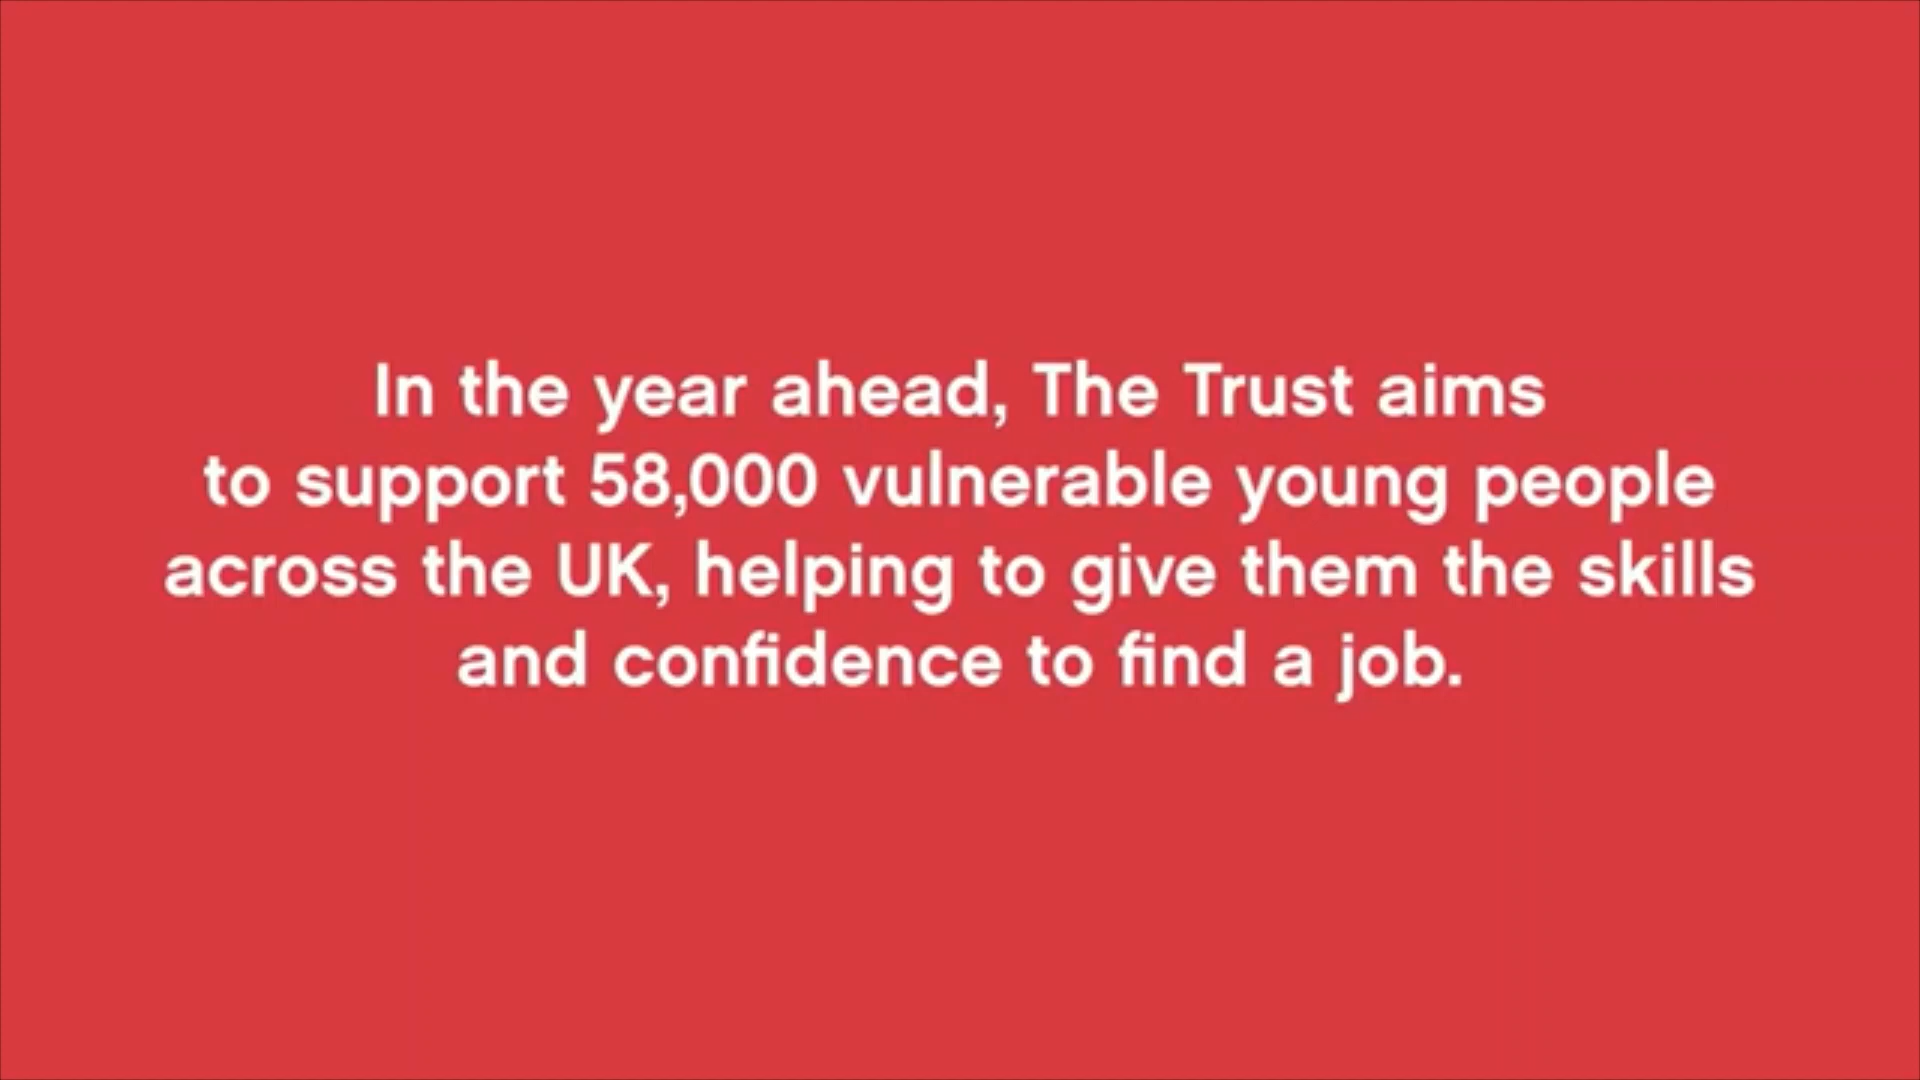 In the year ahead, The Trust aims
to support 58,000 vulnerable young people
across the UK, helping to give them the skills
and confidence to find a job.